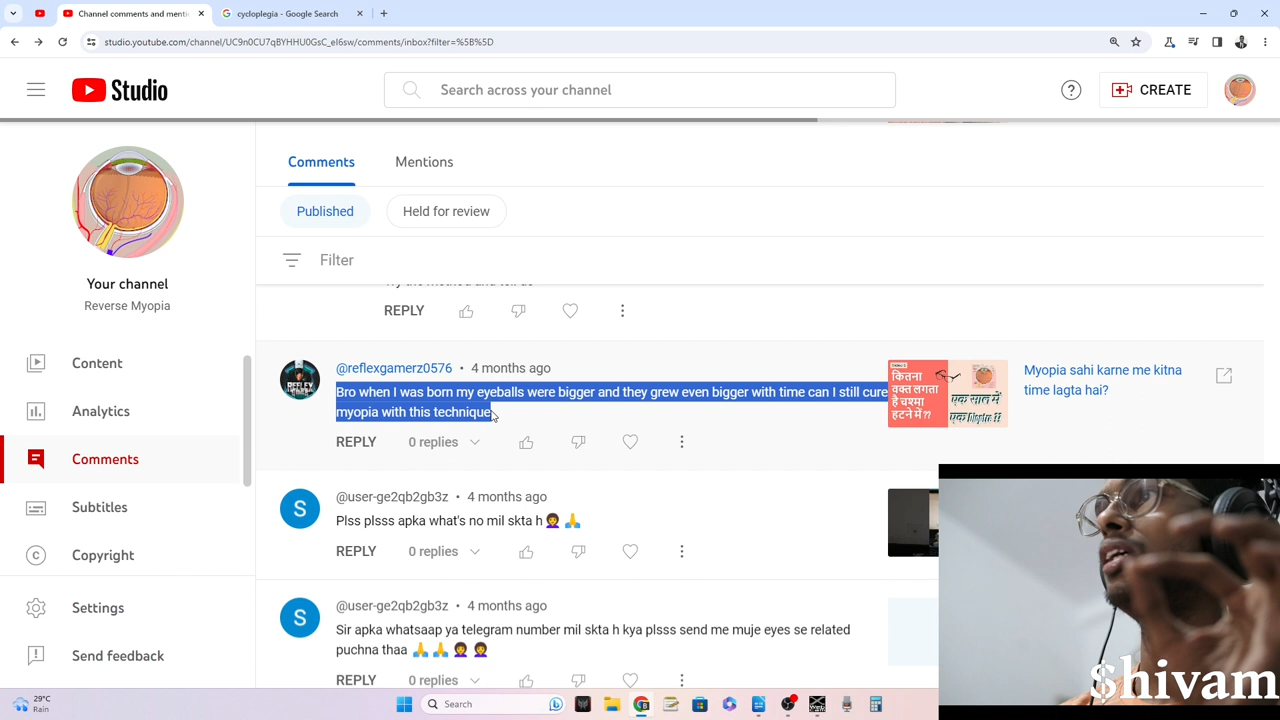 Channel comments and menti
cycloplegia - Google Search
studio.youtube.com/channel/UC9n0CU7qBYHHU0GsC_eI6sw/comments/inbox?filter=%5B%5D
Studio
Search across your channel
CREATE
Comments
Mentions
Published
Held for review
Filter
Your channel
Reverse Myopia
Content
Analytics
Comments
Subtitles
Copyright
Settings
Send feedback
REPLY
@reflexgamerz0576 • 4 months ago
Bro when I was born my eyeballs were bigger and they grew even bigger with time can I still cure
myopia with this technique
REPLY 0 replies
कितना
वक्त लगता
है चश्मा
हटने में ??
एक साल में
एक
Myopia sahi karne me kitna
time lagta hai?
@user-ge2qb2gb3z • 4 months ago
S
Plss plsss apka what's no mil skta h 🤦‍♀️🙏
REPLY 0 replies
@user-ge2qb2gb3z • 4 months ago
S
Sir apka whatsaap ya telegram number mil skta h kya plsss send me muje eyes se related
puchna thaa 🙏🙏🤦‍♀️🤦‍♀️
REPLY 0 replies
$hivam
29°C
Rain
Search